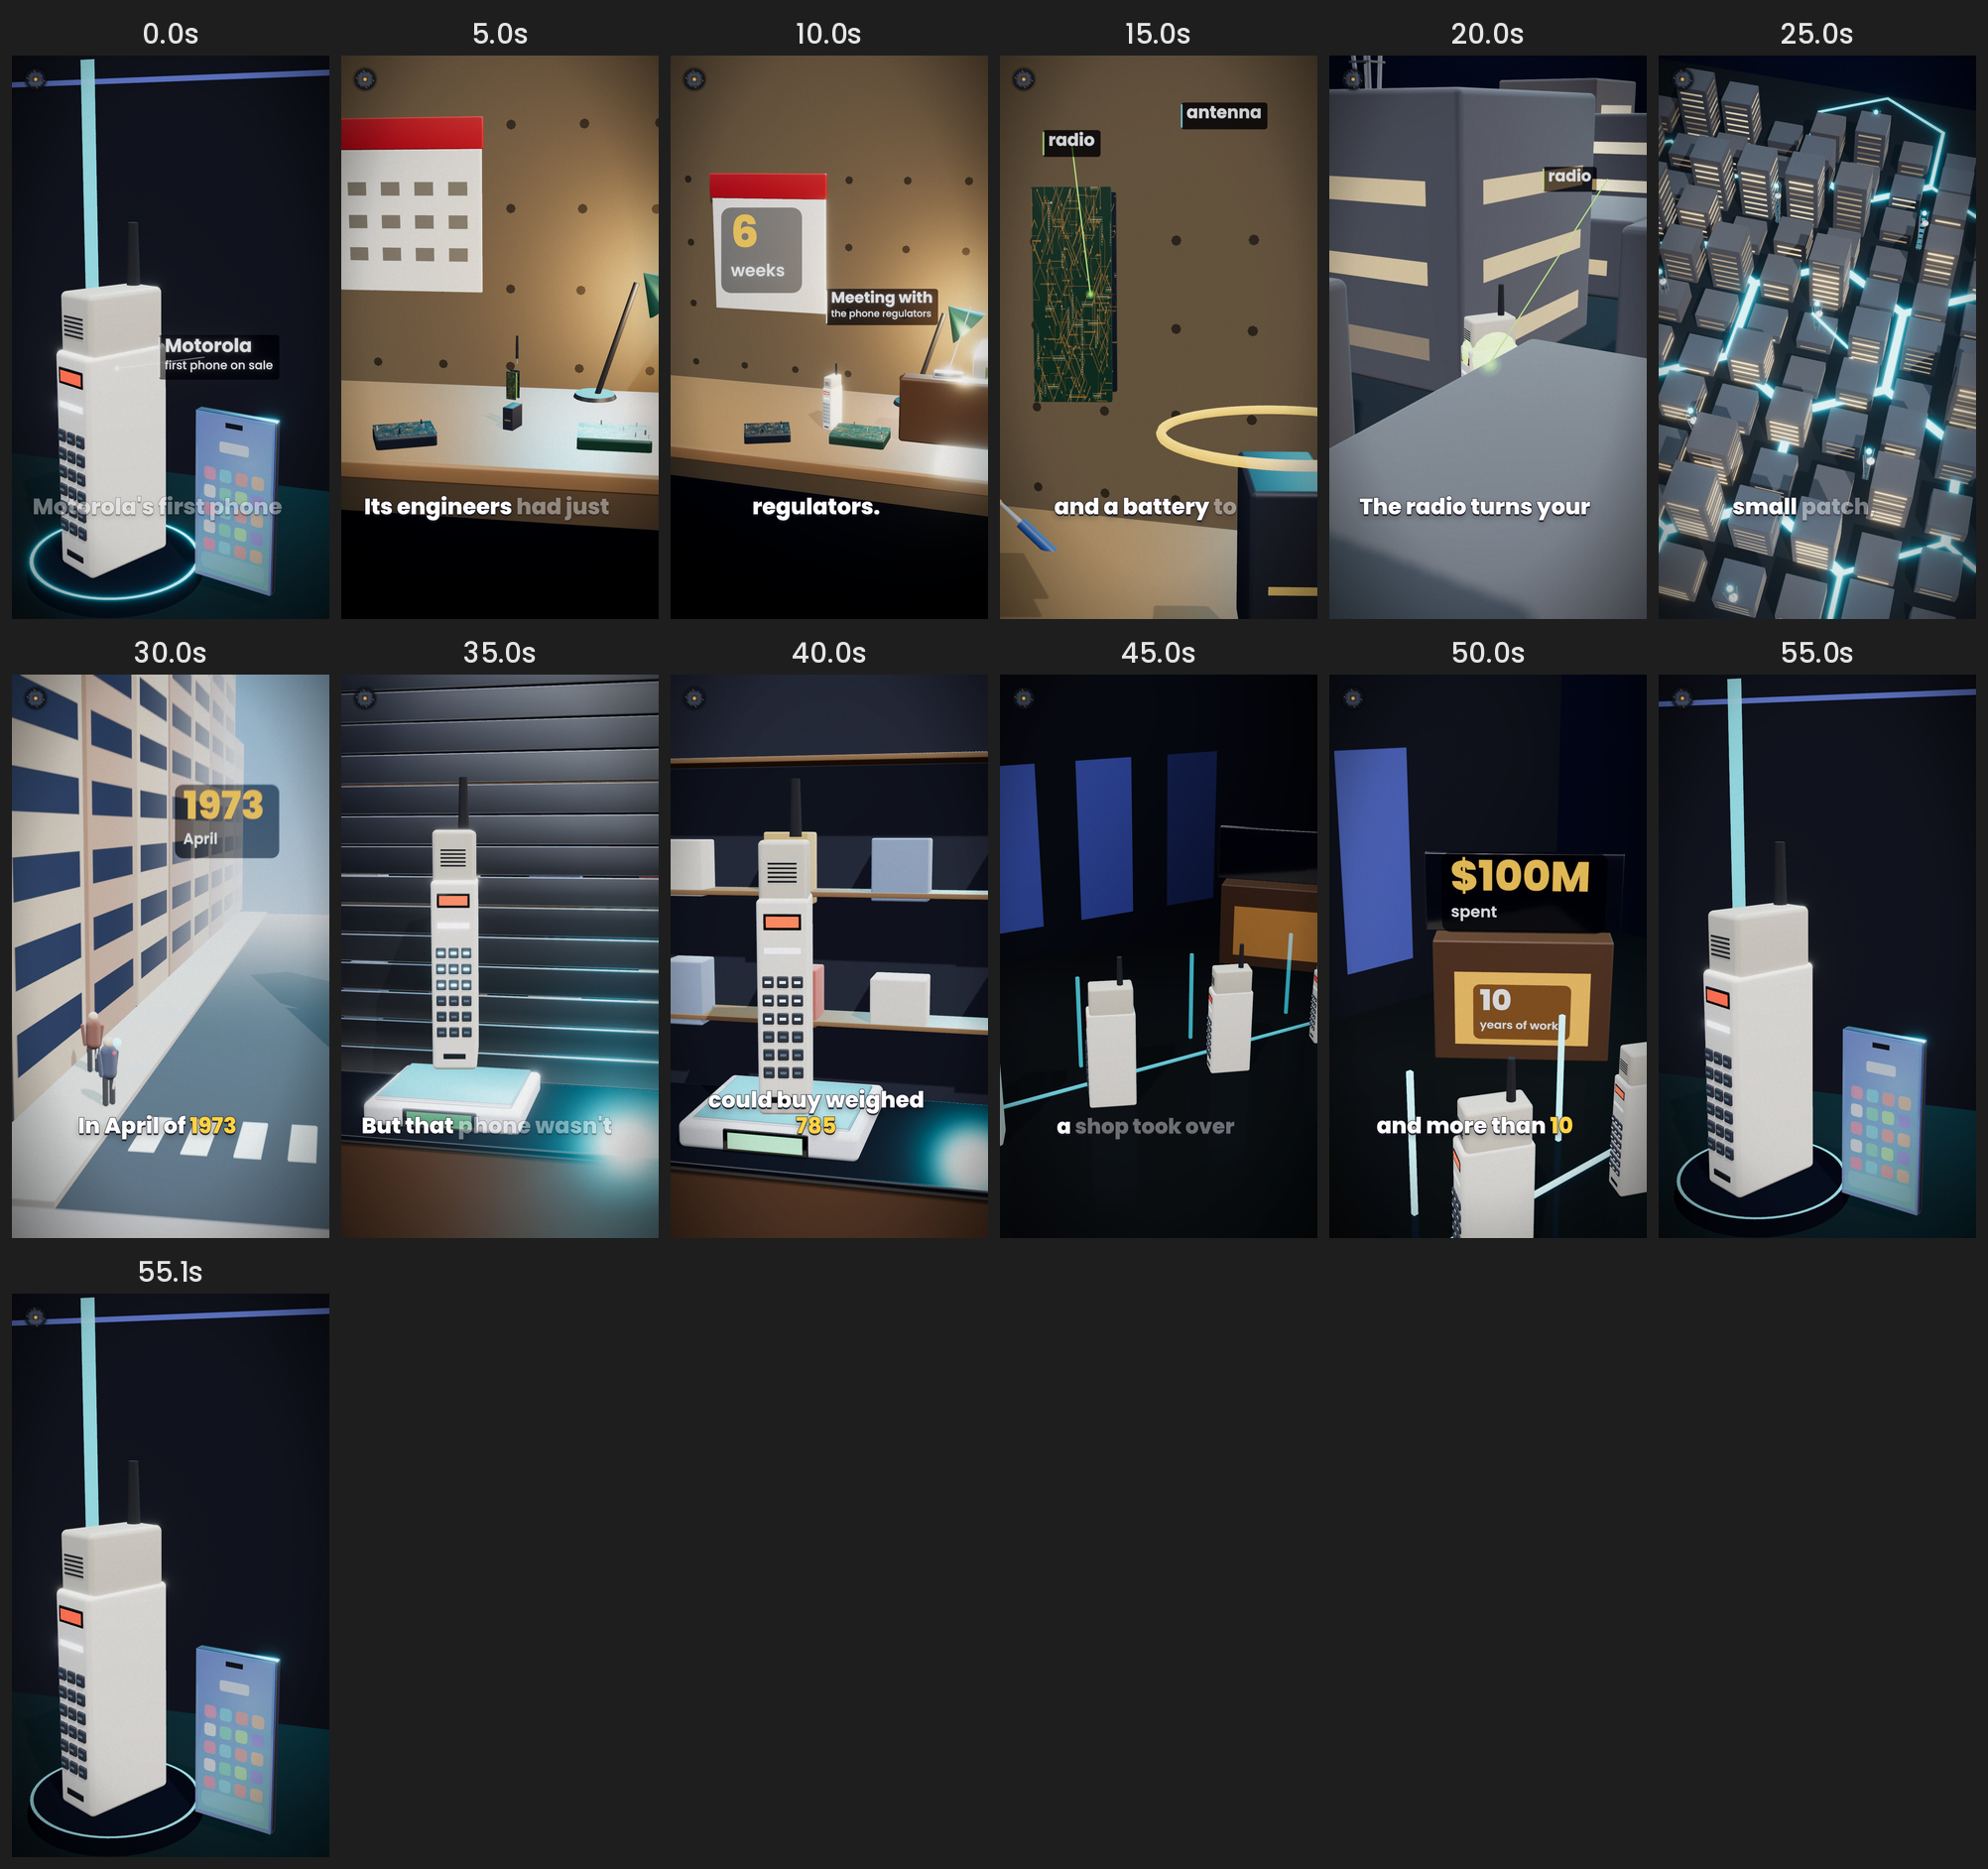 0.0s
5.0s
10.0s
15.0s
20.0s
25.0s
Motorola
first phone on sale
Motorola's first phone
Its engineers had just
6
weeks
Meeting with
the phone regulators
regulators.
radio
antenna
and a battery to
radio
The radio turns your
small patch
30.0s
35.0s
40.0s
45.0s
50.0s
55.0s
1973
April
In April of 1973
But that phone wasn't
could buy weighed
785
a shop took over
$100M
spent
10
years of work
and more than 10
55.1s